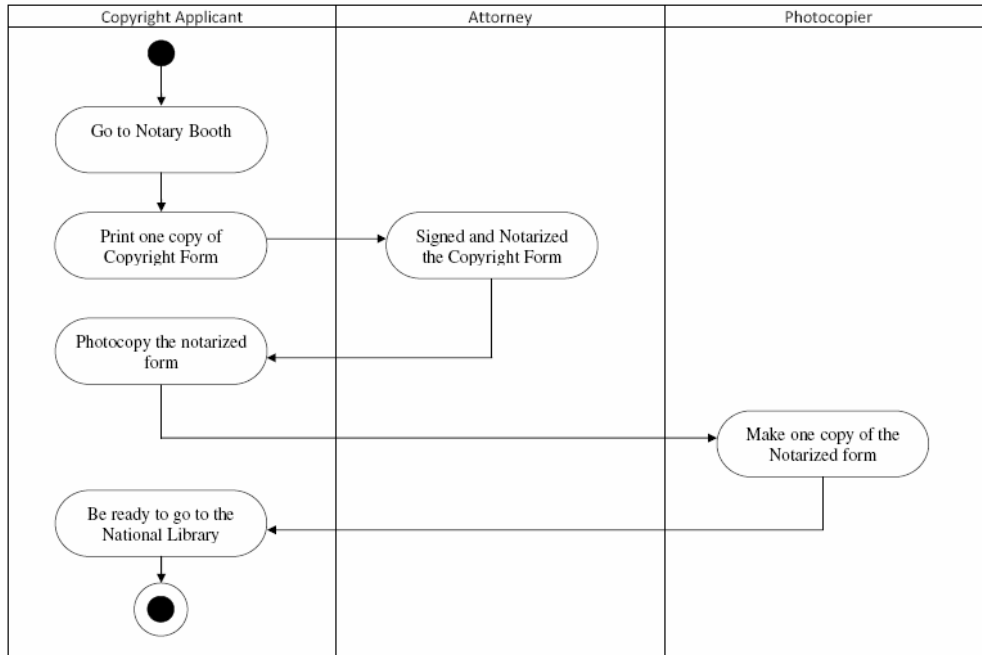 Copyright Applicant
Attorney
Photocopier
Go to Notary Booth
Print one copy of
Copyright Form
Signed and Notarized
the Copyright Form
Photocopy the notarized
form
Make one copy of the
Notarized form
Be ready to go to the
National Library